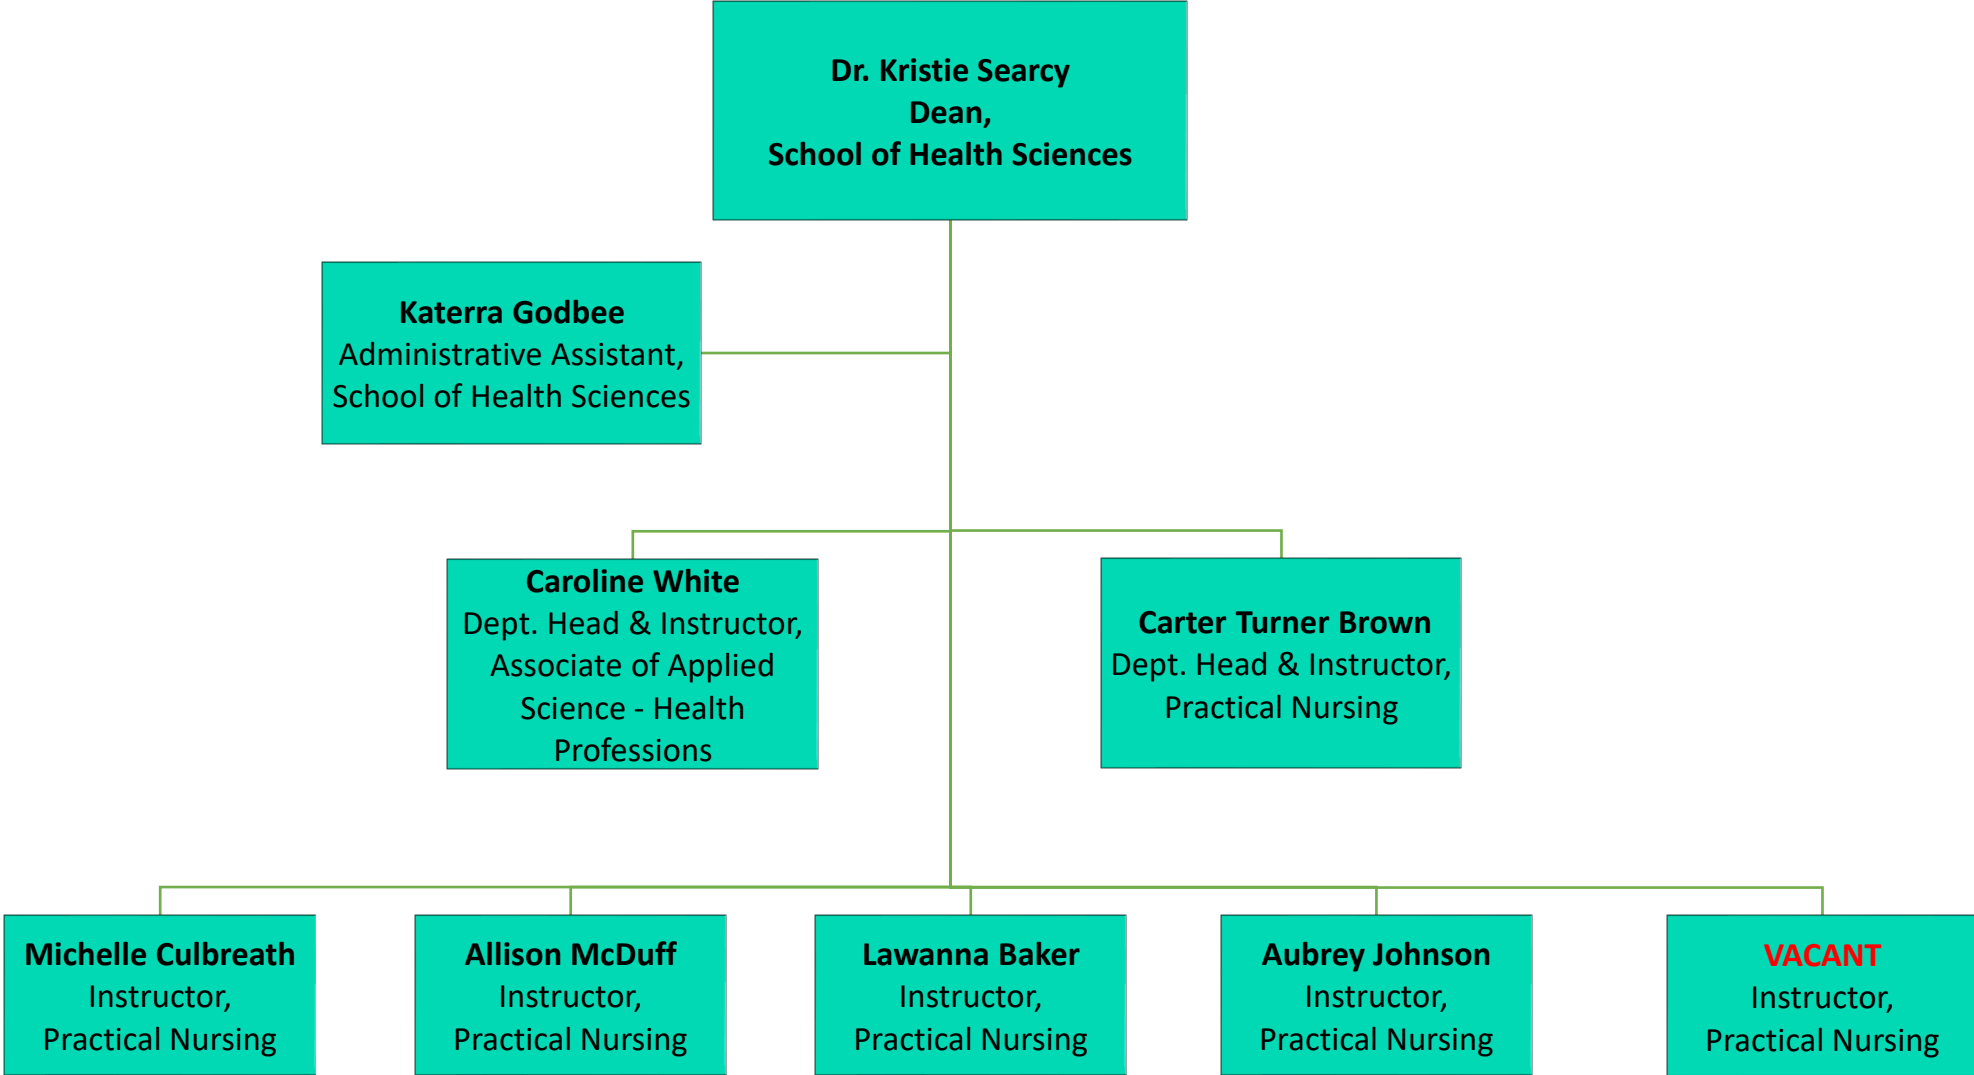 Dr. Kristie Searcy
Dean,
School of Health Sciences
Katerra Godbee
Administrative Assistant,
School of Health Sciences
Caroline White
Dept. Head & Instructor,
Associate of Applied
Science - Health
Professions
Carter Turner Brown
Dept. Head & Instructor,
Practical Nursing
Michelle Culbreath
Instructor,
Practical Nursing
Allison McDuff
Instructor,
Practical Nursing
Lawanna Baker
Instructor,
Practical Nursing
Aubrey Johnson
Instructor,
Practical Nursing
VACANT
Instructor,
Practical Nursing